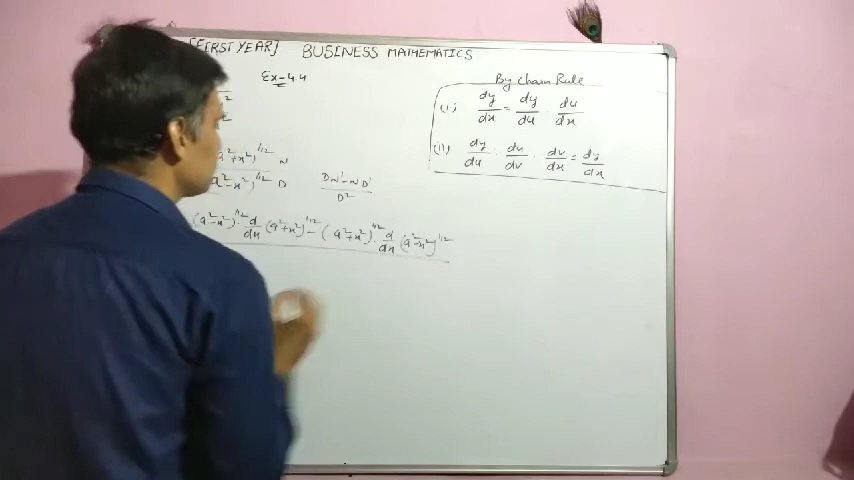 [FIRST YEAR] BUSINESS MATHEMATICS
Ex-44
By Chain Rule
(i) dy/dx = dy/du · du/dx
(ii) dy/du · du/dv · dv/dx = dy/dx
a²+x²)^1/2 N
a²-x²)^1/2 D
DN'-ND'/D²
(a²-x²)^1/2 · d/dx (a²+x²)^1/2 - (a²+x²)^1/2 · d/dx (a²-x²)^1/2